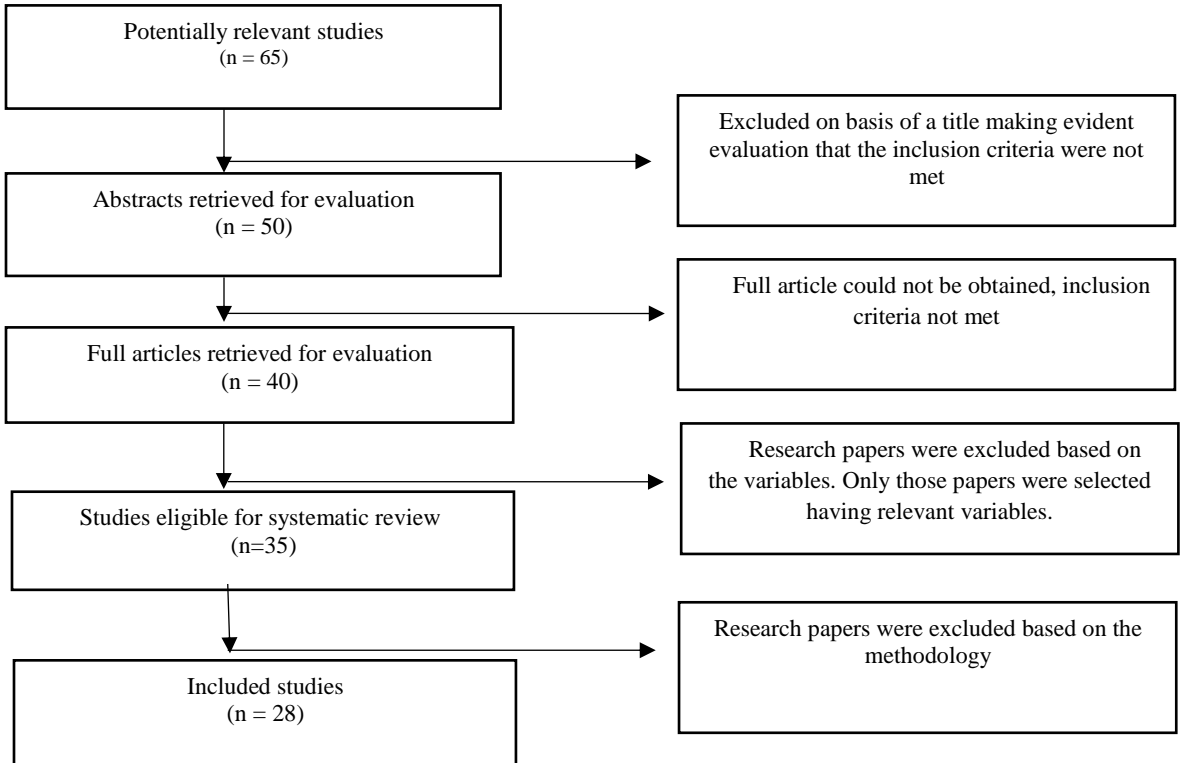 Potentially relevant studies
(n = 65)
Excluded on basis of a title making evident
evaluation that the inclusion criteria were not
met
Abstracts retrieved for evaluation
(n = 50)
Full article could not be obtained, inclusion
criteria not met
Full articles retrieved for evaluation
(n = 40)
Research papers were excluded based on
the variables. Only those papers were selected
having relevant variables.
Studies eligible for systematic review
(n=35)
Research papers were excluded based on the
methodology
Included studies
(n = 28)